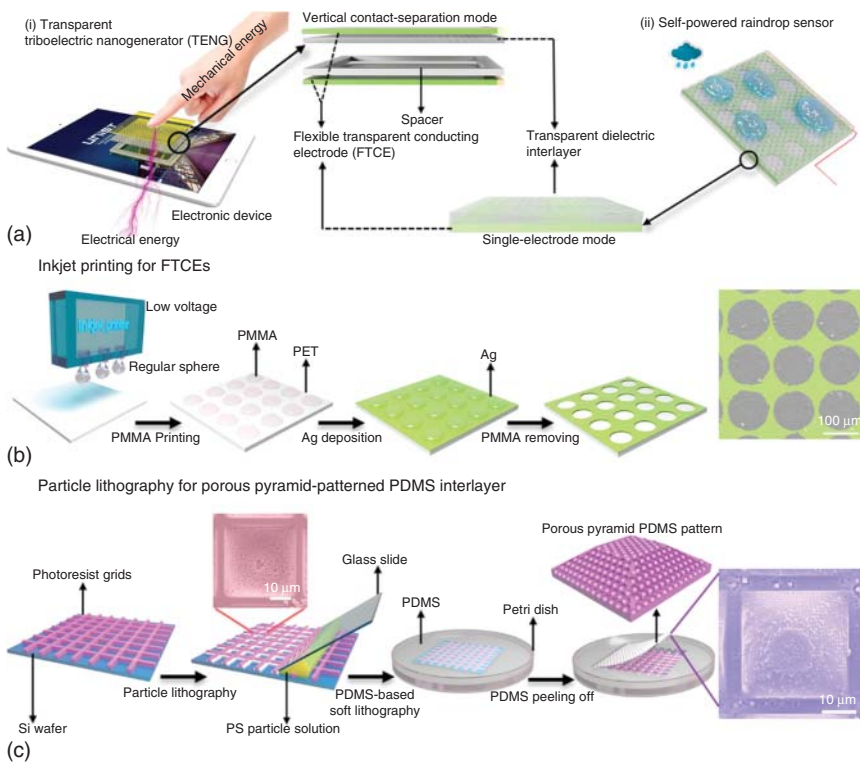 (i) Transparent
triboelectric nanogenerator (TENG)
Mechanical energy
Vertical contact-separation mode
(ii) Self-powered raindrop sensor
Spacer
Flexible transparent conducting
electrode (FTCE)
Transparent dielectric
interlayer
Electronic device
Electrical energy
Single-electrode mode
(a)
Inkjet printing for FTCEs
Low voltage
Regular sphere
PMMA
PET
Ag
PMMA Printing
Ag deposition
PMMA removing
100 μm
(b)
Particle lithography for porous pyramid-patterned PDMS interlayer
Photoresist grids
10 μm
Glass slide
PDMS
Petri dish
Porous pyramid PDMS pattern
Particle lithography
PDMS-based
soft lithography
PDMS peeling off
Si wafer
PS particle solution
10 μm
(c)